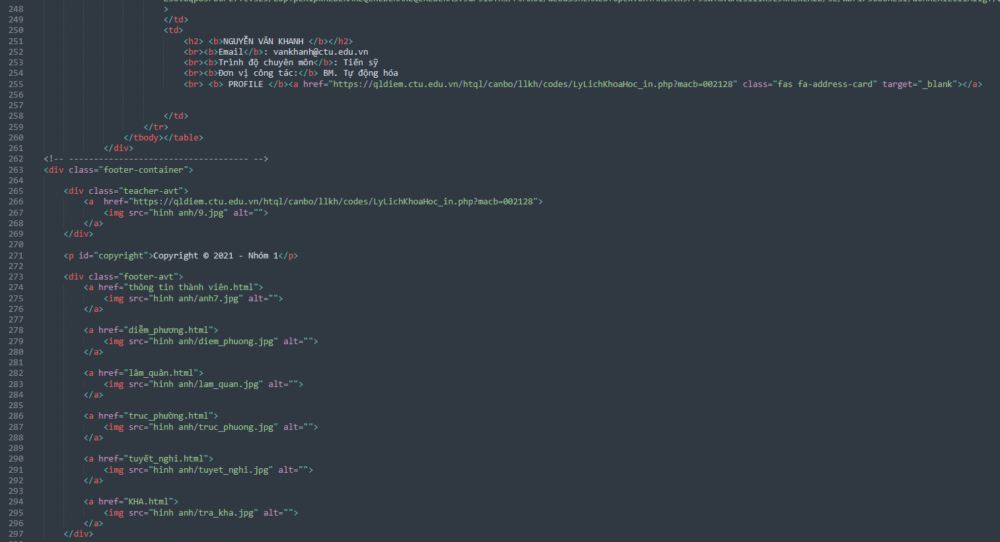 248 >
249 </td>
250 <td>
251 <h2> <b>NGUYỄN VĂN KHANH </b></h2>
252 <br><b>Email</b>: vankhanh@ctu.edu.vn
253 <br><b>Trình độ chuyên môn</b>: Tiến sỹ
254 <br><b>Đơn vị công tác:</b> BM. Tự động hóa
255 <br> <b> PROFILE </b><a href="https://qldiem.ctu.edu.vn/htql/canbo/llkh/codes/LyLichKhoaHoc_in.php?macb=002128" class="fas fa-address-card" target="_blank"></a>
256
257
258 </td>
259 </tr>
260 </tbody></table>
261 </div>
262 <!-- ------------------------------------ -->
263 <div class="footer-container">
264
265 <div class="teacher-avt">
266 <a  href="https://qldiem.ctu.edu.vn/htql/canbo/llkh/codes/LyLichKhoaHoc_in.php?macb=002128">
267 <img src="hinh anh/9.jpg" alt="">
268 </a>
269 </div>
270
271 <p id="copyright">Copyright © 2021 - Nhóm 1</p>
272
273 <div class="footer-avt">
274 <a href="thông tin thành viên.html">
275 <img src="hinh anh/anh7.jpg" alt="">
276 </a>
277
278 <a href="diễm_phương.html">
279 <img src="hinh anh/diem_phuong.jpg" alt="">
280 </a>
281
282 <a href="lâm_quân.html">
283 <img src="hinh anh/lam_quan.jpg" alt="">
284 </a>
285
286 <a href="truc_phường.html">
287 <img src="hinh anh/truc_phuong.jpg" alt="">
288 </a>
289
290 <a href="tuyết_nghi.html">
291 <img src="hinh anh/tuyet_nghi.jpg" alt="">
292 </a>
293
294 <a href="KHA.html">
295 <img src="hinh anh/tra_kha.jpg" alt="">
296 </a>
297 </div>